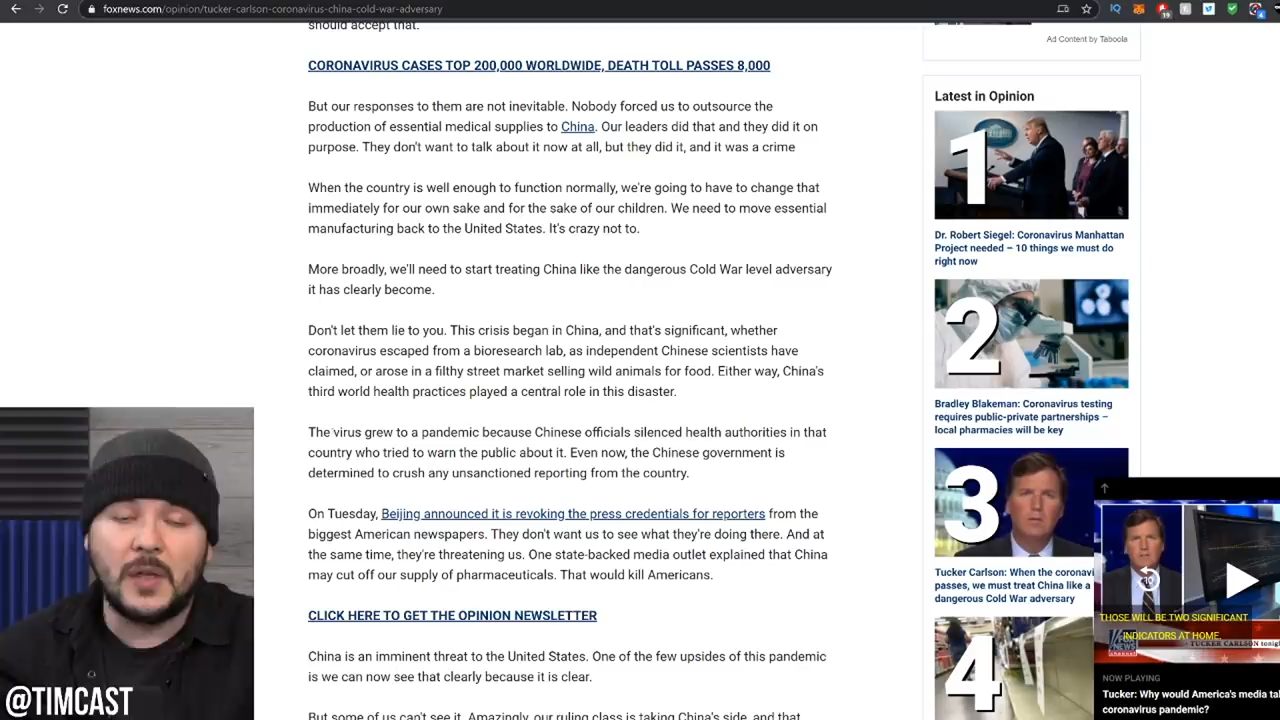 foxnews.com/opinion/tucker-carlson-coronavirus-china-cold-war-adversary
should accept that.
CORONAVIRUS CASES TOP 200,000 WORLDWIDE, DEATH TOLL PASSES 8,000
But our responses to them are not inevitable. Nobody forced us to outsource the
production of essential medical supplies to China. Our leaders did that and they did it on
purpose. They don't want to talk about it now at all, but they did it, and it was a crime
When the country is well enough to function normally, we're going to have to change that
immediately for our own sake and for the sake of our children. We need to move essential
manufacturing back to the United States. It's crazy not to.
More broadly, we'll need to start treating China like the dangerous Cold War level adversary
it has clearly become.
Don't let them lie to you. This crisis began in China, and that's significant, whether
coronavirus escaped from a bioresearch lab, as independent Chinese scientists have
claimed, or arose in a filthy street market selling wild animals for food. Either way, China's
third world health practices played a central role in this disaster.
The virus grew to a pandemic because Chinese officials silenced health authorities in that
country who tried to warn the public about it. Even now, the Chinese government is
determined to crush any unsanctioned reporting from the country.
On Tuesday, Beijing announced it is revoking the press credentials for reporters from the
biggest American newspapers. They don't want us to see what they're doing there. And at
the same time, they're threatening us. One state-backed media outlet explained that China
may cut off our supply of pharmaceuticals. That would kill Americans.
CLICK HERE TO GET THE OPINION NEWSLETTER
China is an imminent threat to the United States. One of the few upsides of this pandemic
is we can now see that clearly because it is clear.
But some of us can't see it. Amazingly, our ruling class is taking China's side, and that
Ad Content by Taboola
Latest in Opinion
1
Dr. Robert Siegel: Coronavirus Manhattan
Project needed – 10 things we must do
right now
2
Bradley Blakeman: Coronavirus testing
requires public-private partnerships –
local pharmacies will be key
3
Tucker Carlson: When the coronavi
passes, we must treat China like a
dangerous Cold War adversary
4
10
THOSE WILL BE TWO SIGNIFICANT
INDICATORS AT HOME.
FOX NEWS
TUCKER CARLSON tonight
NOW PLAYING
Tucker: Why would America's media tal
coronavirus pandemic?
@TIMCAST